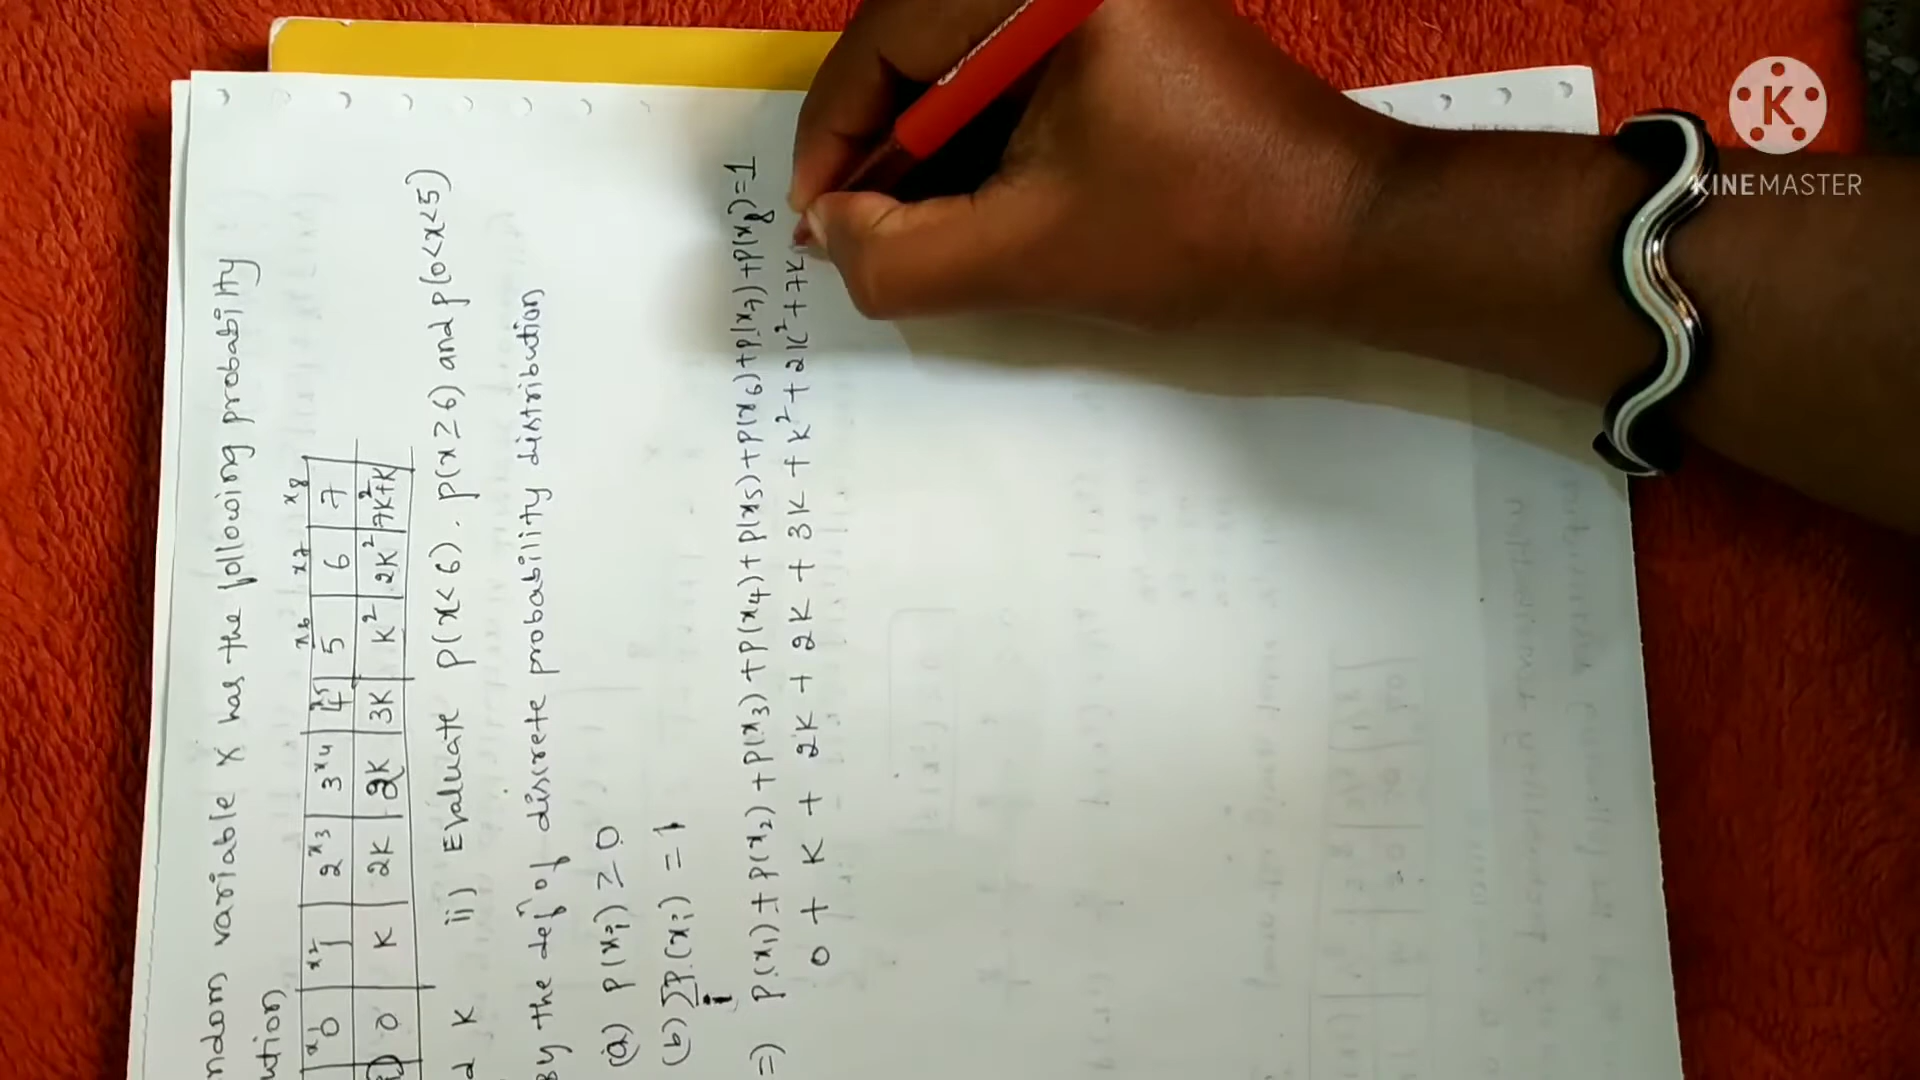 ndom variable X has the following probability
ution
x1 x2 x3 x4 x5 x6 x7 x8
0 1 2 3 4 5 6 7
0 K 2K 2K 3K K² 2K² 7K²+K
d K ii) Evaluate P(x<6). P(x≥6) and P(0<x<5)
By the defn of discrete probability distribution
(a) P(xi) ≥ 0
(b) ∑i P(xi) = 1
=) P(x1)+P(x2)+P(x3)+P(x4)+P(x5)+P(x6)+P(x7)+P(x8)=1
0+K+2K+2K+3K+K²+2K²+7K
KINEMASTER